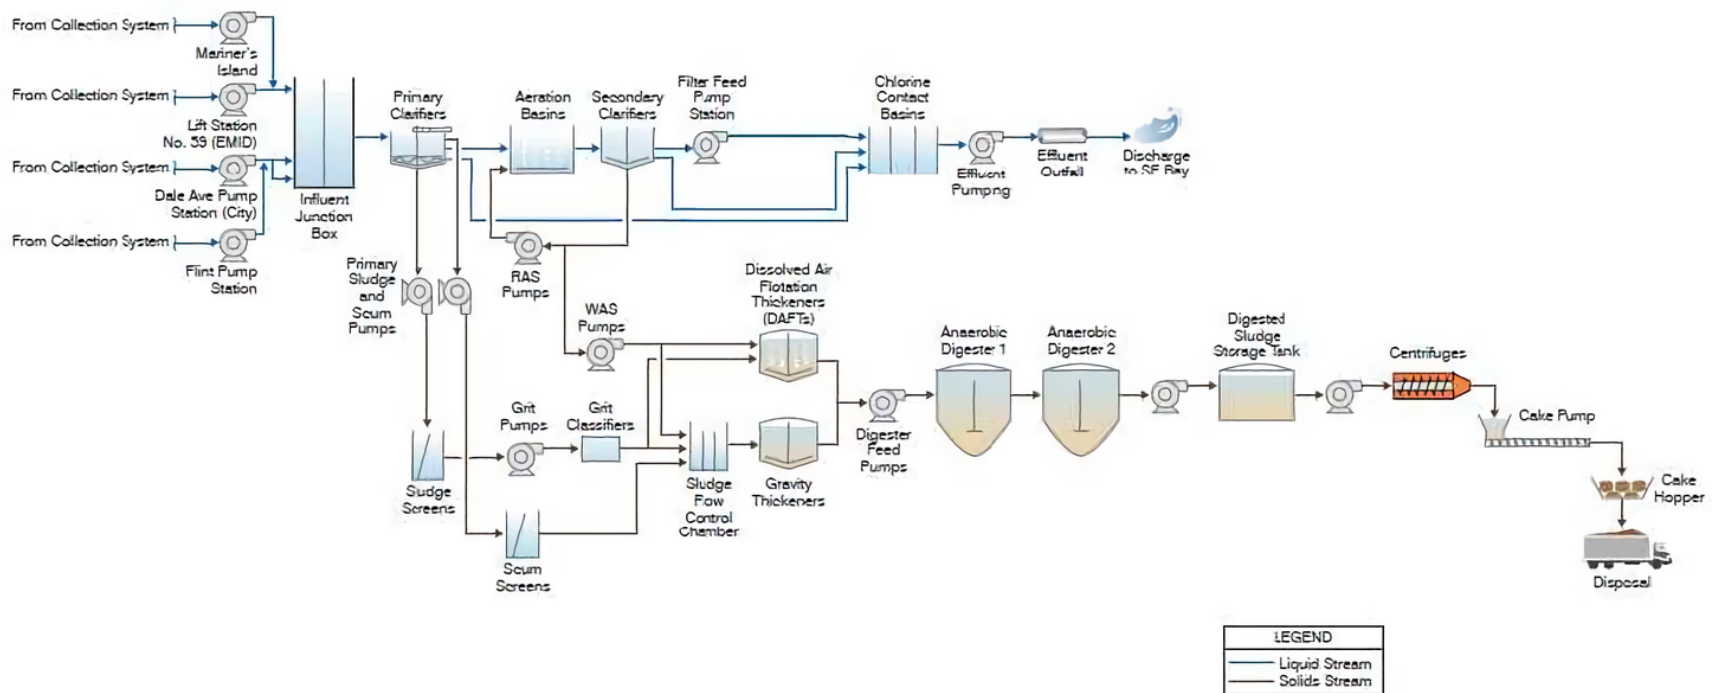 From Collection System
Mariner's
Island
From Collection System
Lift Station
No. 59 (EMID)
From Collection System
Dale Ave Pump
Station (City)
From Collection System
Flint Pump
Station
Influent
Junction
Box
Primary
Clarifiers
Aeration
Basins
Secondary
Clarifiers
Filter Feed
Pump
Station
Chlorine
Contact
Basins
Effluent
Pumping
Effluent
Outfall
Discharge
to SF Bay
Primary
Sludge
and
Scum
Pumps
RAS
Pumps
WAS
Pumps
Dissolved Air
Flotation
Thickeners
(DAFTs)
Grit
Pumps
Grit
Classifiers
Sludge
Screens
Scum
Screens
Sludge
Flow
Control
Chamber
Gravity
Thickeners
Digester
Feed
Pumps
Anaerobic
Digester 1
Anaerobic
Digester 2
Digested
Sludge
Storage Tank
Centrifuges
Cake Pump
Cake
Hopper
Disposal
LEGEND
Liquid Stream
Solids Stream